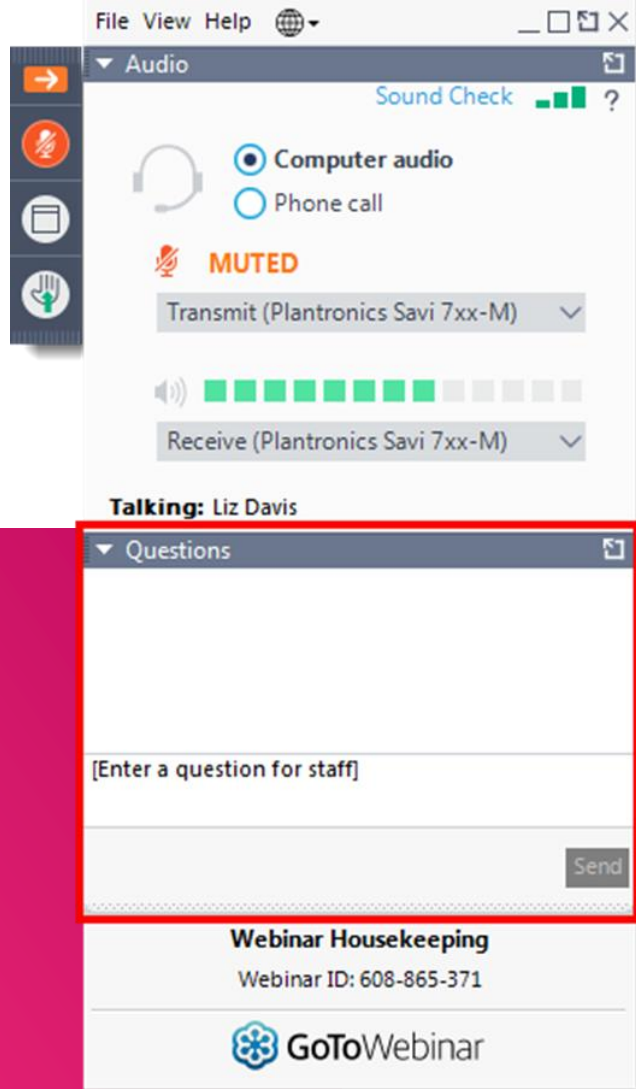 File View Help
Audio
Sound Check ?
Computer audio
Phone call
MUTED
Transmit (Plantronics Savi 7xx-M)
Receive (Plantronics Savi 7xx-M)
Talking: Liz Davis
Questions
[Enter a question for staff]
Send
Webinar Housekeeping
Webinar ID: 608-865-371
GoToWebinar